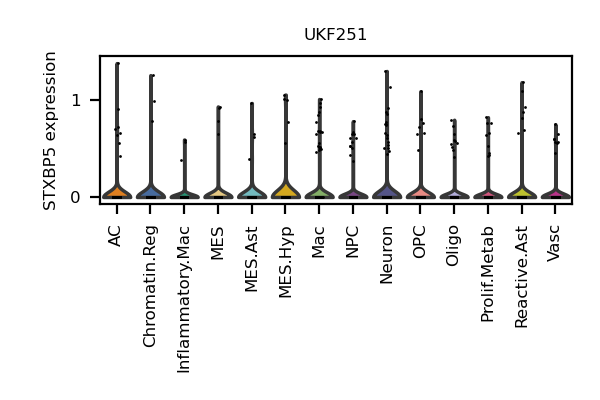 UKF251
STXBP5 expression
1
0
AC
Chromatin.Reg
Inflammatory.Mac
MES
MES.Ast
MES.Hyp
Mac
NPC
Neuron
OPC
Oligo
Prolif.Metab
Reactive.Ast
Vasc